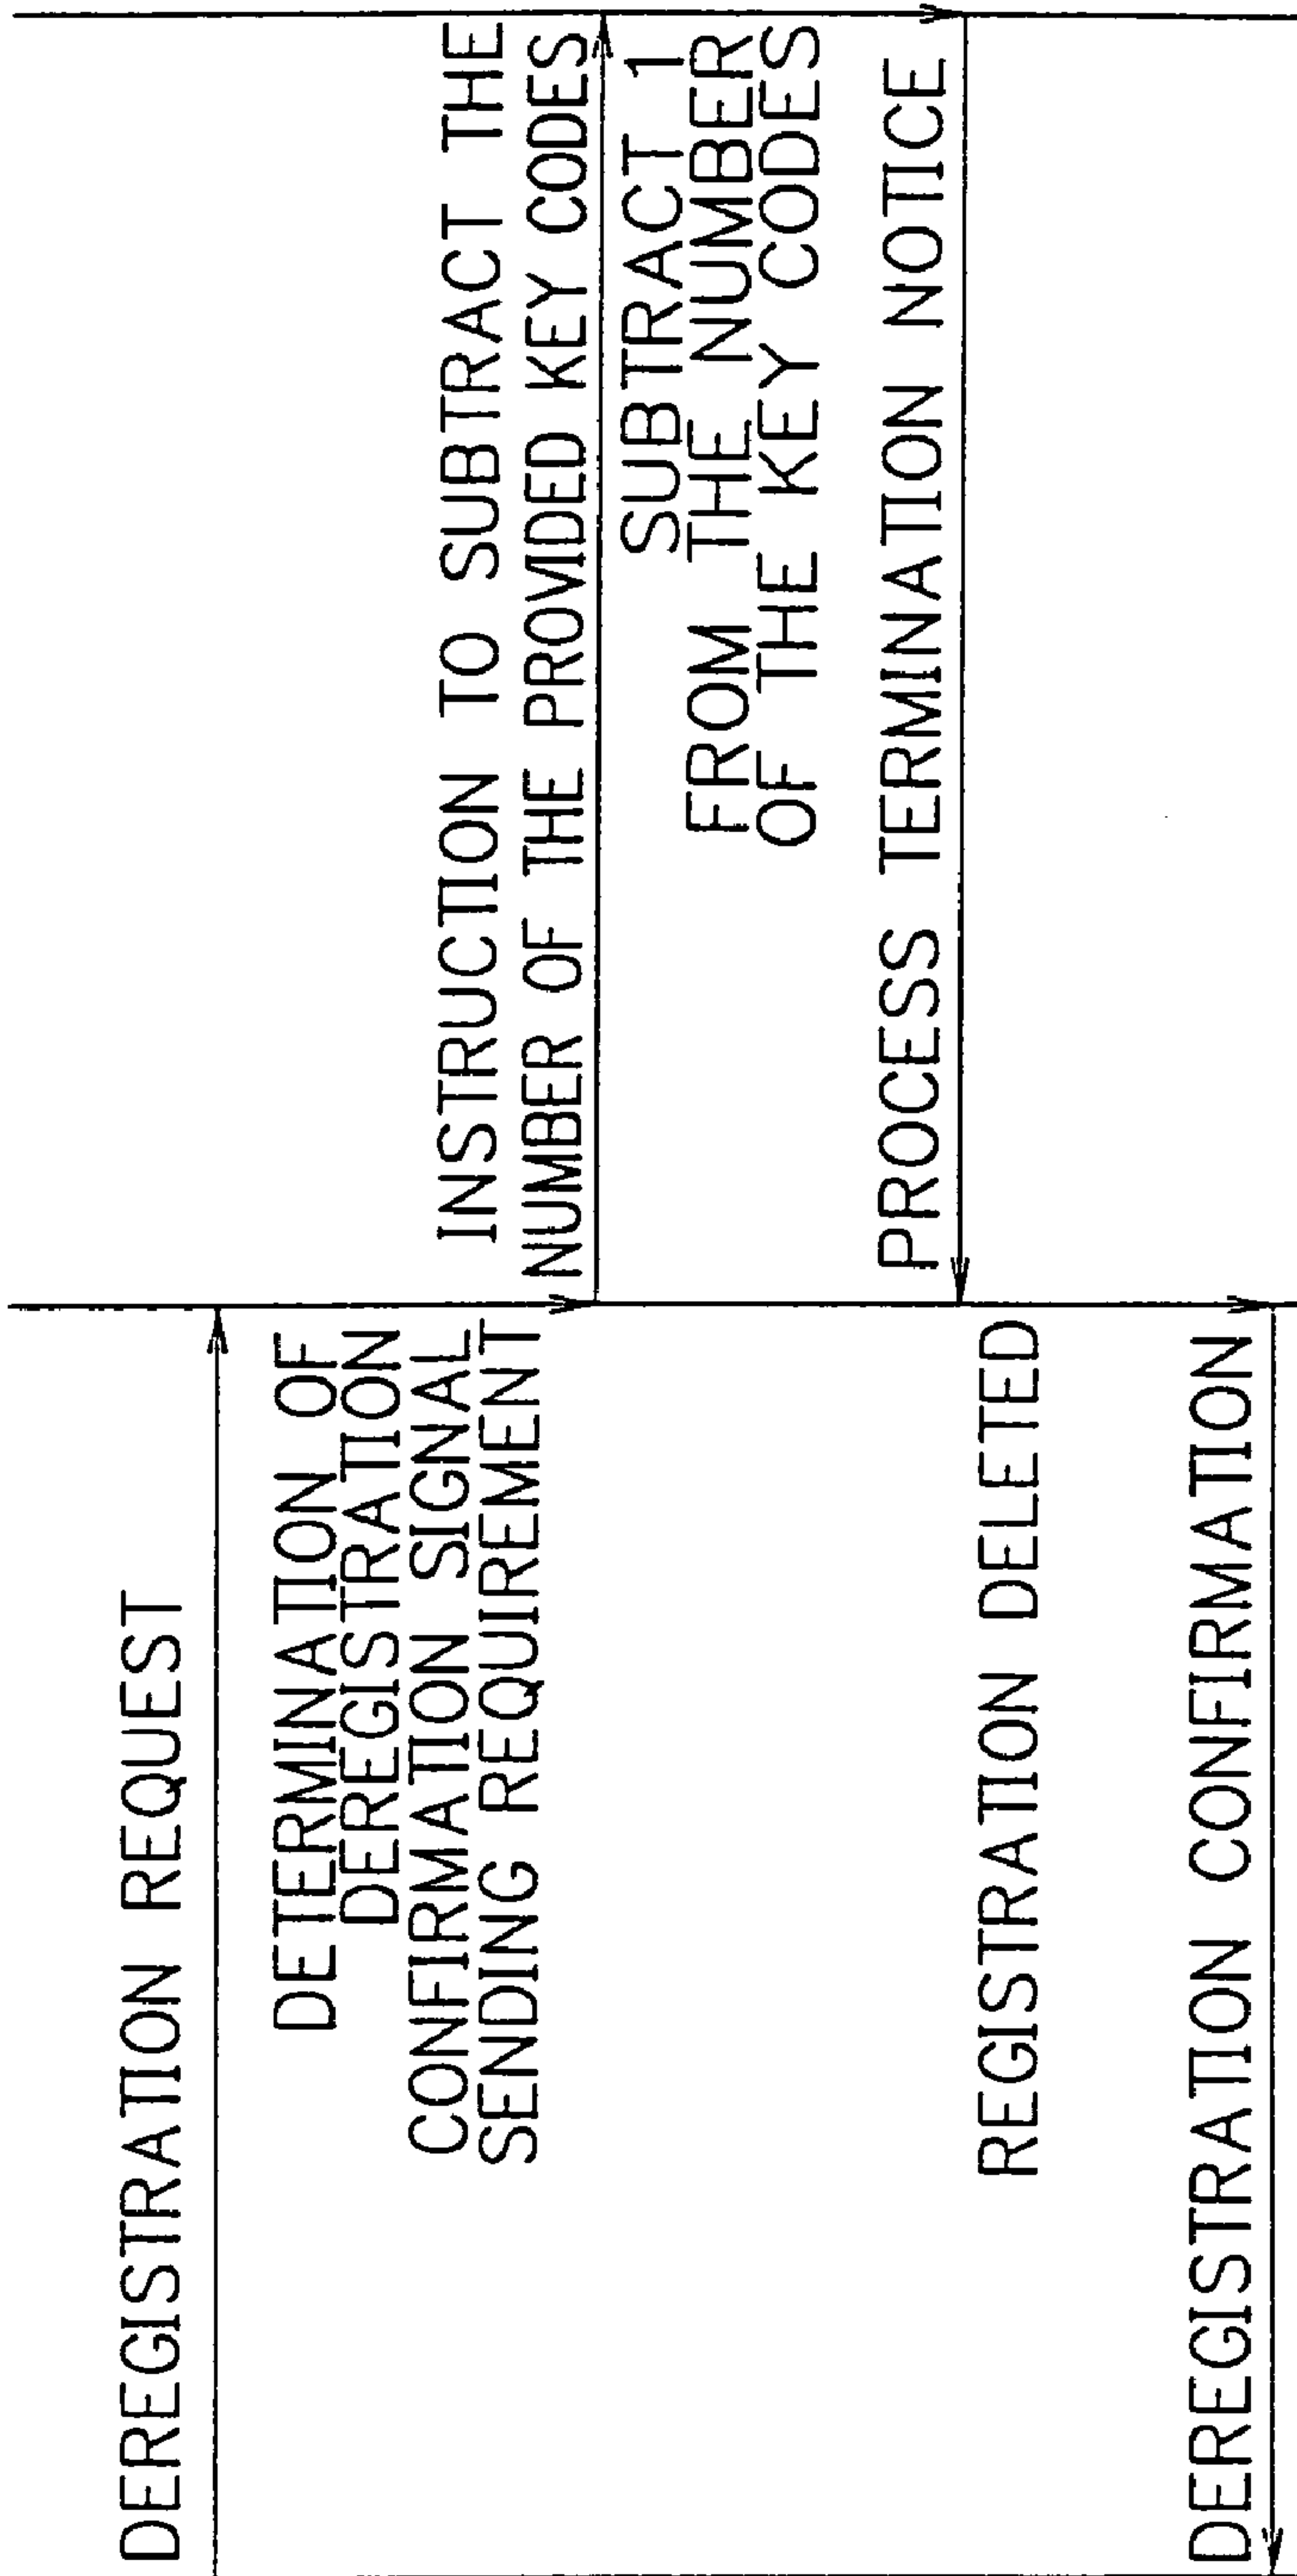 DEREGISTRATION REQUEST
DETERMINATION OF
DEREGISTRATION
CONFIRMATION SIGNAL
SENDING REQUIREMENT
INSTRUCTION TO SUBTRACT THE
NUMBER OF THE PROVIDED KEY CODES
SUBTRACT 1
FROM THE NUMBER
OF THE KEY CODES
PROCESS TERMINATION NOTICE
REGISTRATION DELETED
DEREGISTRATION CONFIRMATION